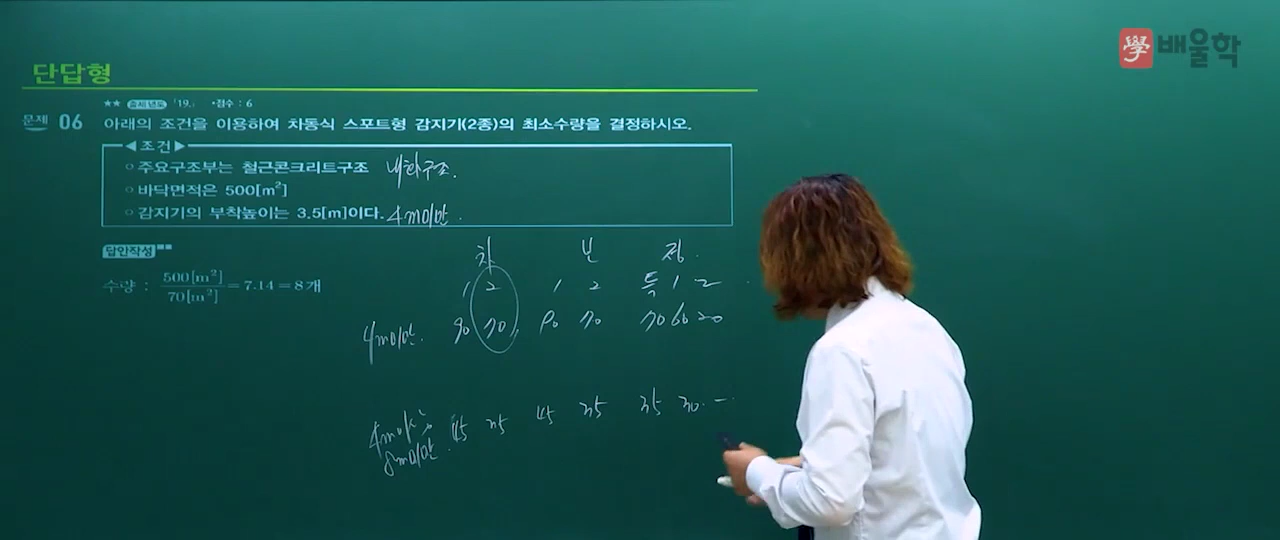 學 배울학
단답형
★★ 출제년도 「19.」 •점수 : 6
문제 06 아래의 조건을 이용하여 차동식 스포트형 감지기(2종)의 최소수량을 결정하시오.
◀조건▶
○ 주요구조부는 철근콘크리트구조 내화구조.
○ 바닥면적은 500[m²]
○ 감지기의 부착높이는 3.5[m]이다. 4m미만.
답안작성
수량 : 500[m²] / 70[m²] = 7.14 = 8개
차 보 정.
1 2 1 2 특 1 2
4m미만. 90 70 90 70 70 60 20
4m이상 45 35 45 35 35 30. -
8m미만.